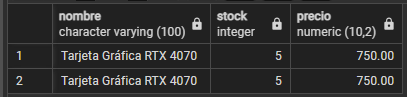 nombre stock precio
character varying (100) integer numeric (10,2)
1 Tarjeta Gráfica RTX 4070 5 750.00
2 Tarjeta Gráfica RTX 4070 5 750.00